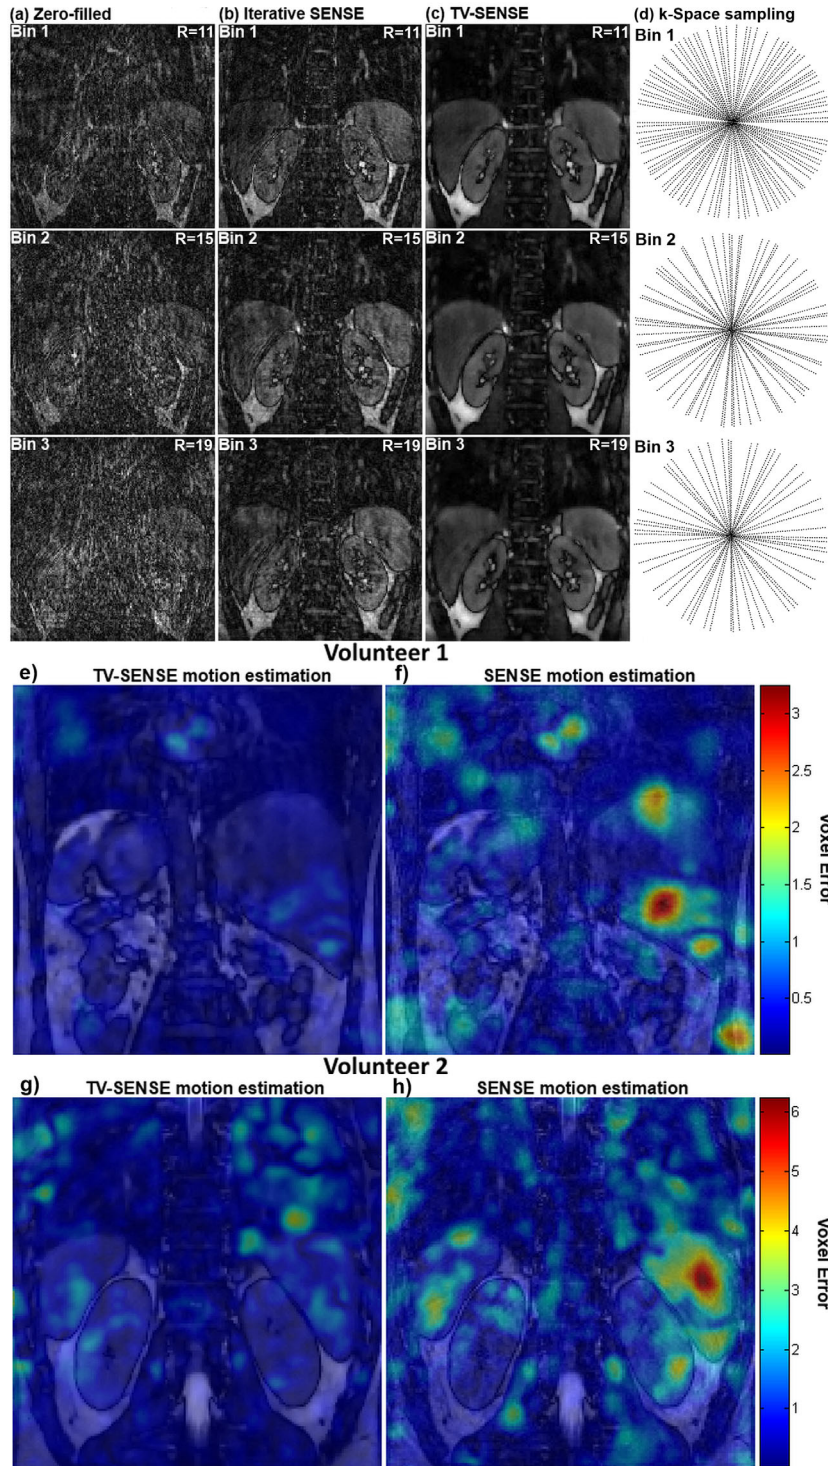 (a) Zero-filled (b) Iterative SENSE (c) TV-SENSE (d) k-Space sampling
Bin 1 R=11 Bin 1 R=11 Bin 1 R=11 Bin 1
Bin 2 R=15 Bin 2 R=15 Bin 2 R=15 Bin 2
Bin 3 R=19 Bin 3 R=19 Bin 3 R=19 Bin 3
Volunteer 1
e) TV-SENSE motion estimation f) SENSE motion estimation
3
2.5
2
1.5
1
0.5
Voxel Error
Volunteer 2
g) TV-SENSE motion estimation h) SENSE motion estimation
6
5
4
3
2
1
Voxel Error